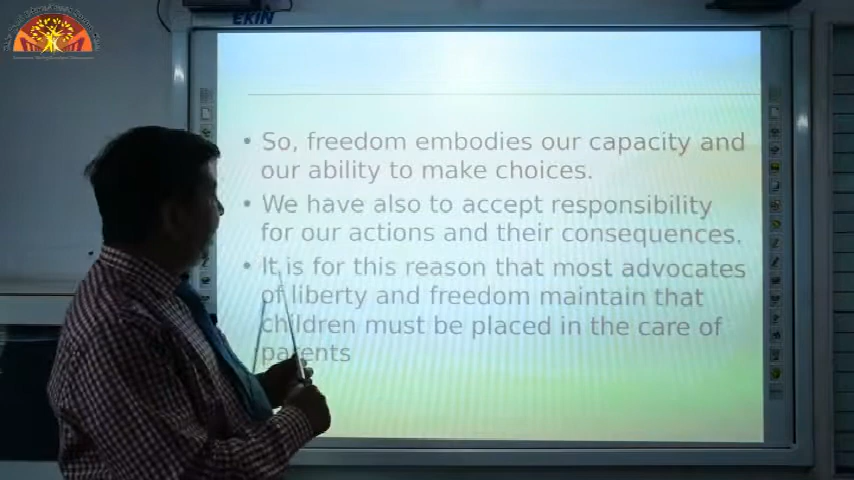 EKIN
• So, freedom embodies our capacity and
our ability to make choices.
• We have also to accept responsibility
for our actions and their consequences.
• It is for this reason that most advocates
of liberty and freedom maintain that
children must be placed in the care of
parents